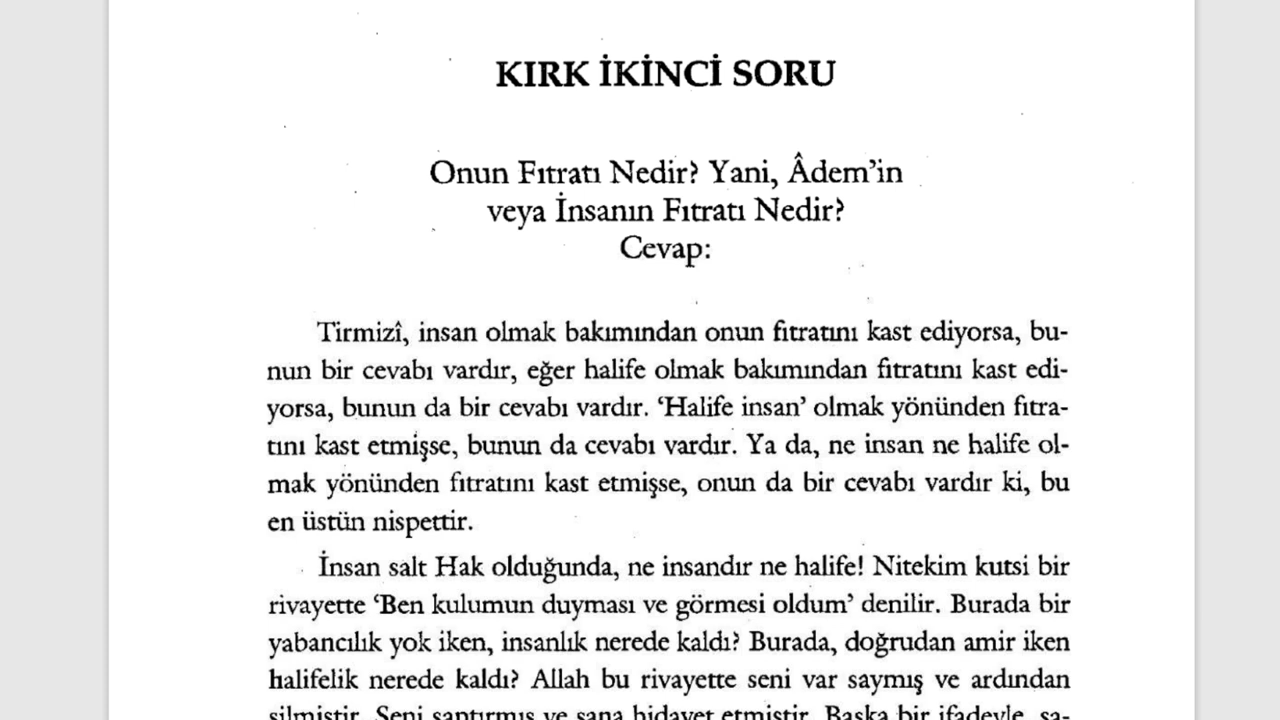 KIRK İKİNCİ SORU
Onun Fıtratı Nedir? Yani, Âdem’in
veya İnsanın Fıtratı Nedir?
Cevap:
Tirmizî, insan olmak bakımından onun fıtratını kast ediyorsa, bu-
nun bir cevabı vardır, eğer halife olmak bakımından fıtratını kast edi-
yorsa, bunun da bir cevabı vardır. ‘Halife insan’ olmak yönünden fıtra-
tını kast etmişse, bunun da cevabı vardır. Ya da, ne insan ne halife ol-
mak yönünden fıtratını kast etmişse, onun da bir cevabı vardır ki, bu
en üstün nispettir.
İnsan salt Hak olduğunda, ne insandır ne halife! Nitekim kutsi bir
rivayette ‘Ben kulumun duyması ve görmesi oldum’ denilir. Burada bir
yabancılık yok iken, insanlık nerede kaldı? Burada, doğrudan amir iken
halifelik nerede kaldı? Allah bu rivayette seni var saymış ve ardından
silmiştir. Seni saptırmış ve sana hidayet etmiştir. Başka bir ifadeyle, şa-